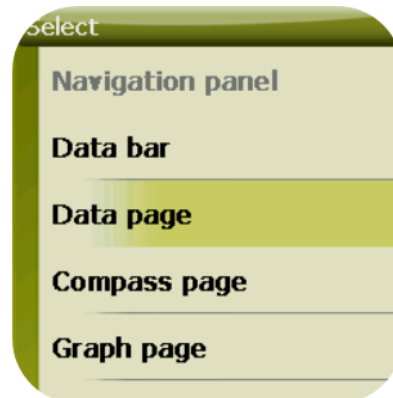 Select
Navigation panel
Data bar
Data page
Compass page
Graph page